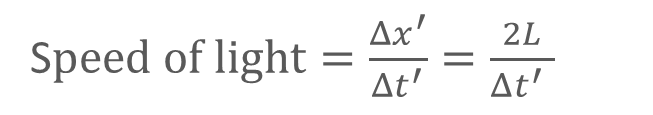 Speed of light = Δx′/Δt′ = 2L/Δt′